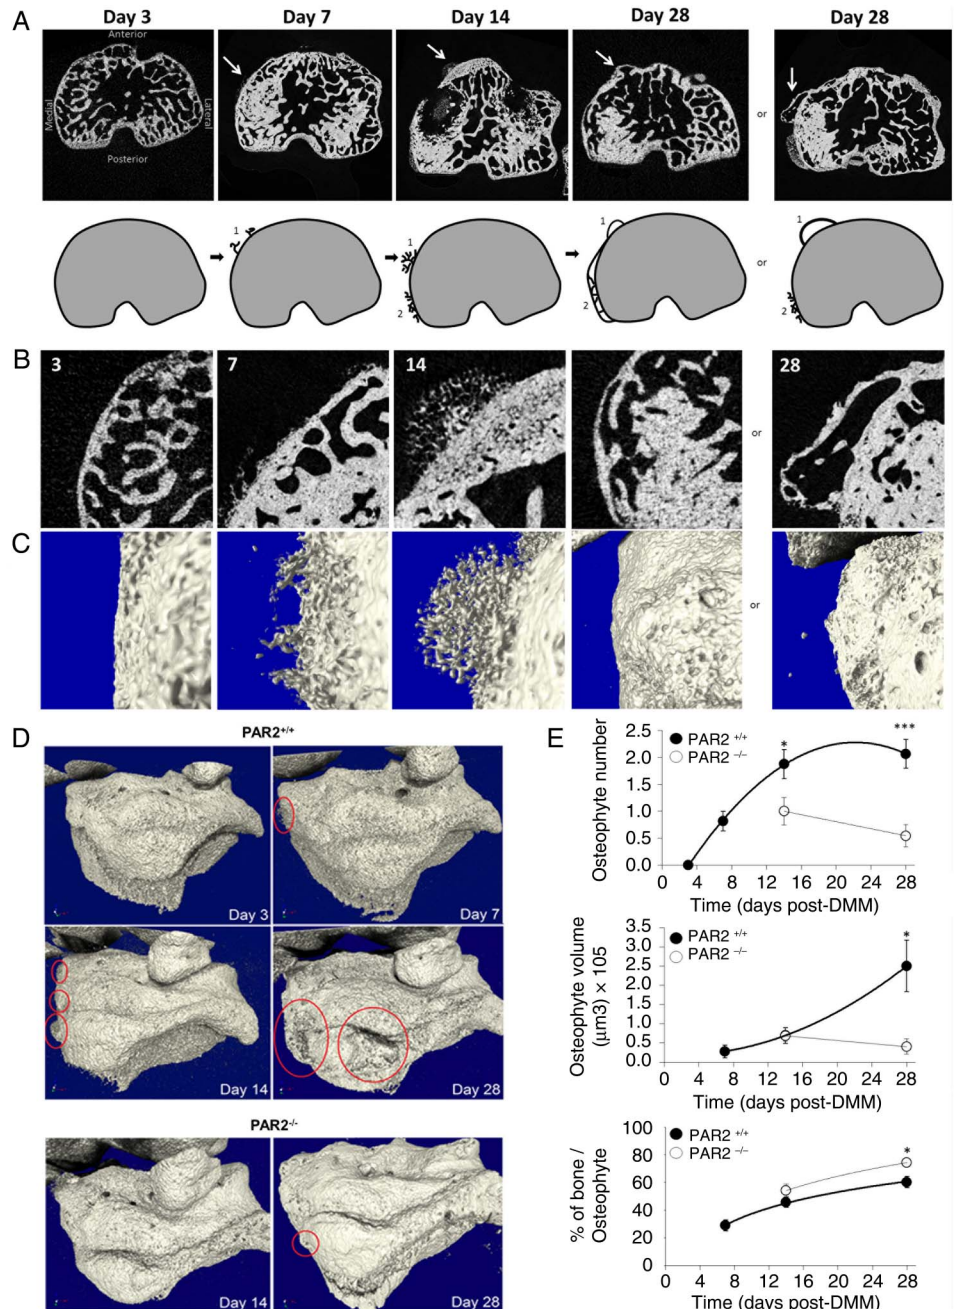 A
Day 3
Day 7
Day 14
Day 28
Day 28
Anterior
Medial
Lateral
Posterior
or
1
1
2
1
2
or
1
2
B
3
7
14
or
28
C
or
D
PAR2+/+
Day 3
Day 7
Day 14
Day 28
PAR2-/-
Day 14
Day 28
E
Osteophyte number
2.5
2.0
1.5
1.0
0.5
0.0
PAR2 +/+
PAR2 −/−
*
***
0 4 8 12 16 20 24 28
Time (days post-DMM)
Osteophyte volume
(μm3) × 105
3.5
3.0
2.5
2.0
1.5
1.0
0.5
0.0
PAR2 +/+
PAR2 −/−
*
0 4 8 12 16 20 24 28
Time (days post-DMM)
% of bone /
Osteophyte
100
80
60
40
20
0
PAR2 +/+
PAR2 −/−
*
0 4 8 12 16 20 24 28
Time (days post-DMM)